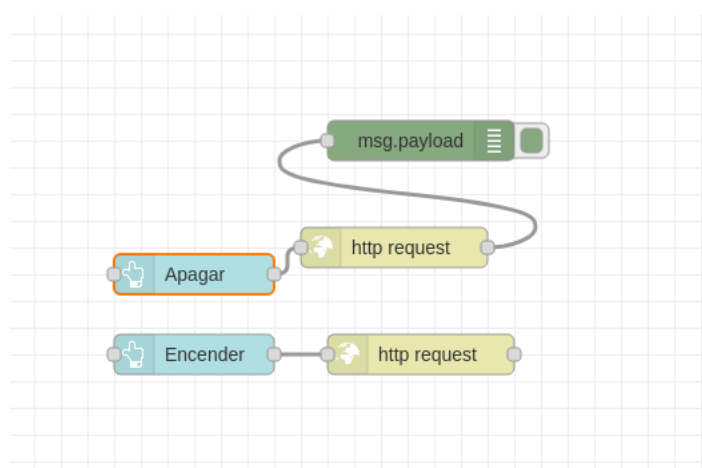 msg.payload
http request
Apagar
Encender
http request